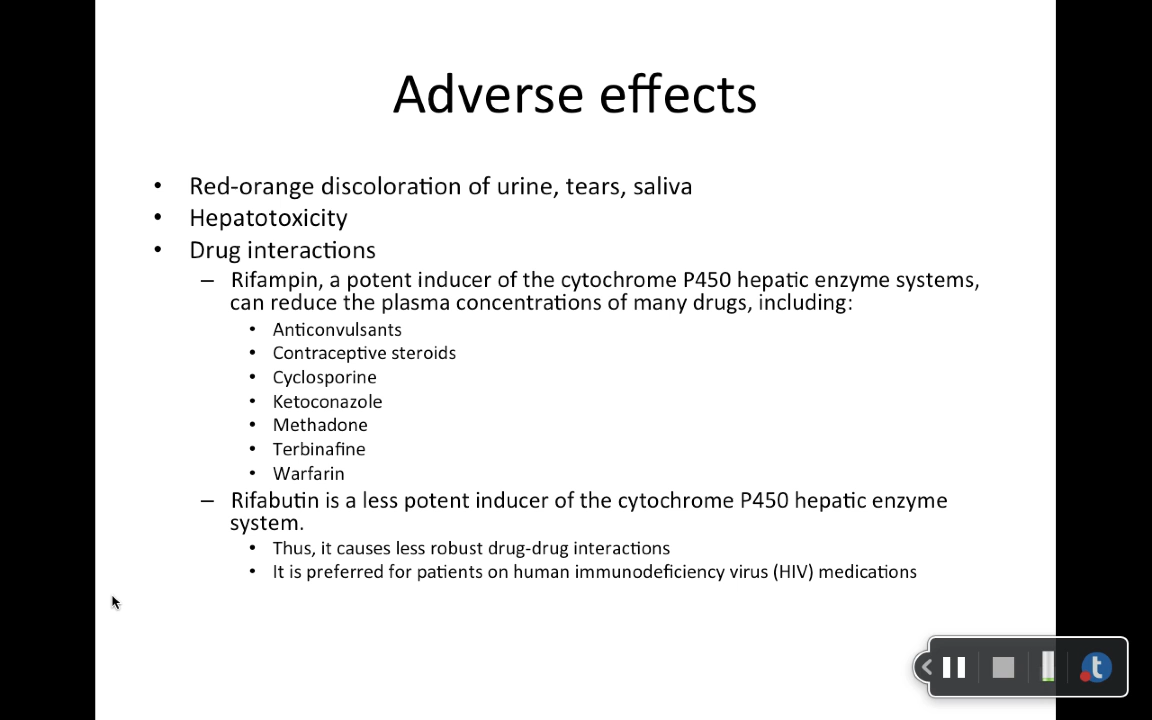 Adverse effects
• Red-orange discoloration of urine, tears, saliva
• Hepatotoxicity
• Drug interactions
– Rifampin, a potent inducer of the cytochrome P450 hepatic enzyme systems,
can reduce the plasma concentrations of many drugs, including:
• Anticonvulsants
• Contraceptive steroids
• Cyclosporine
• Ketoconazole
• Methadone
• Terbinafine
• Warfarin
– Rifabutin is a less potent inducer of the cytochrome P450 hepatic enzyme
system.
• Thus, it causes less robust drug-drug interactions
• It is preferred for patients on human immunodeficiency virus (HIV) medications
t